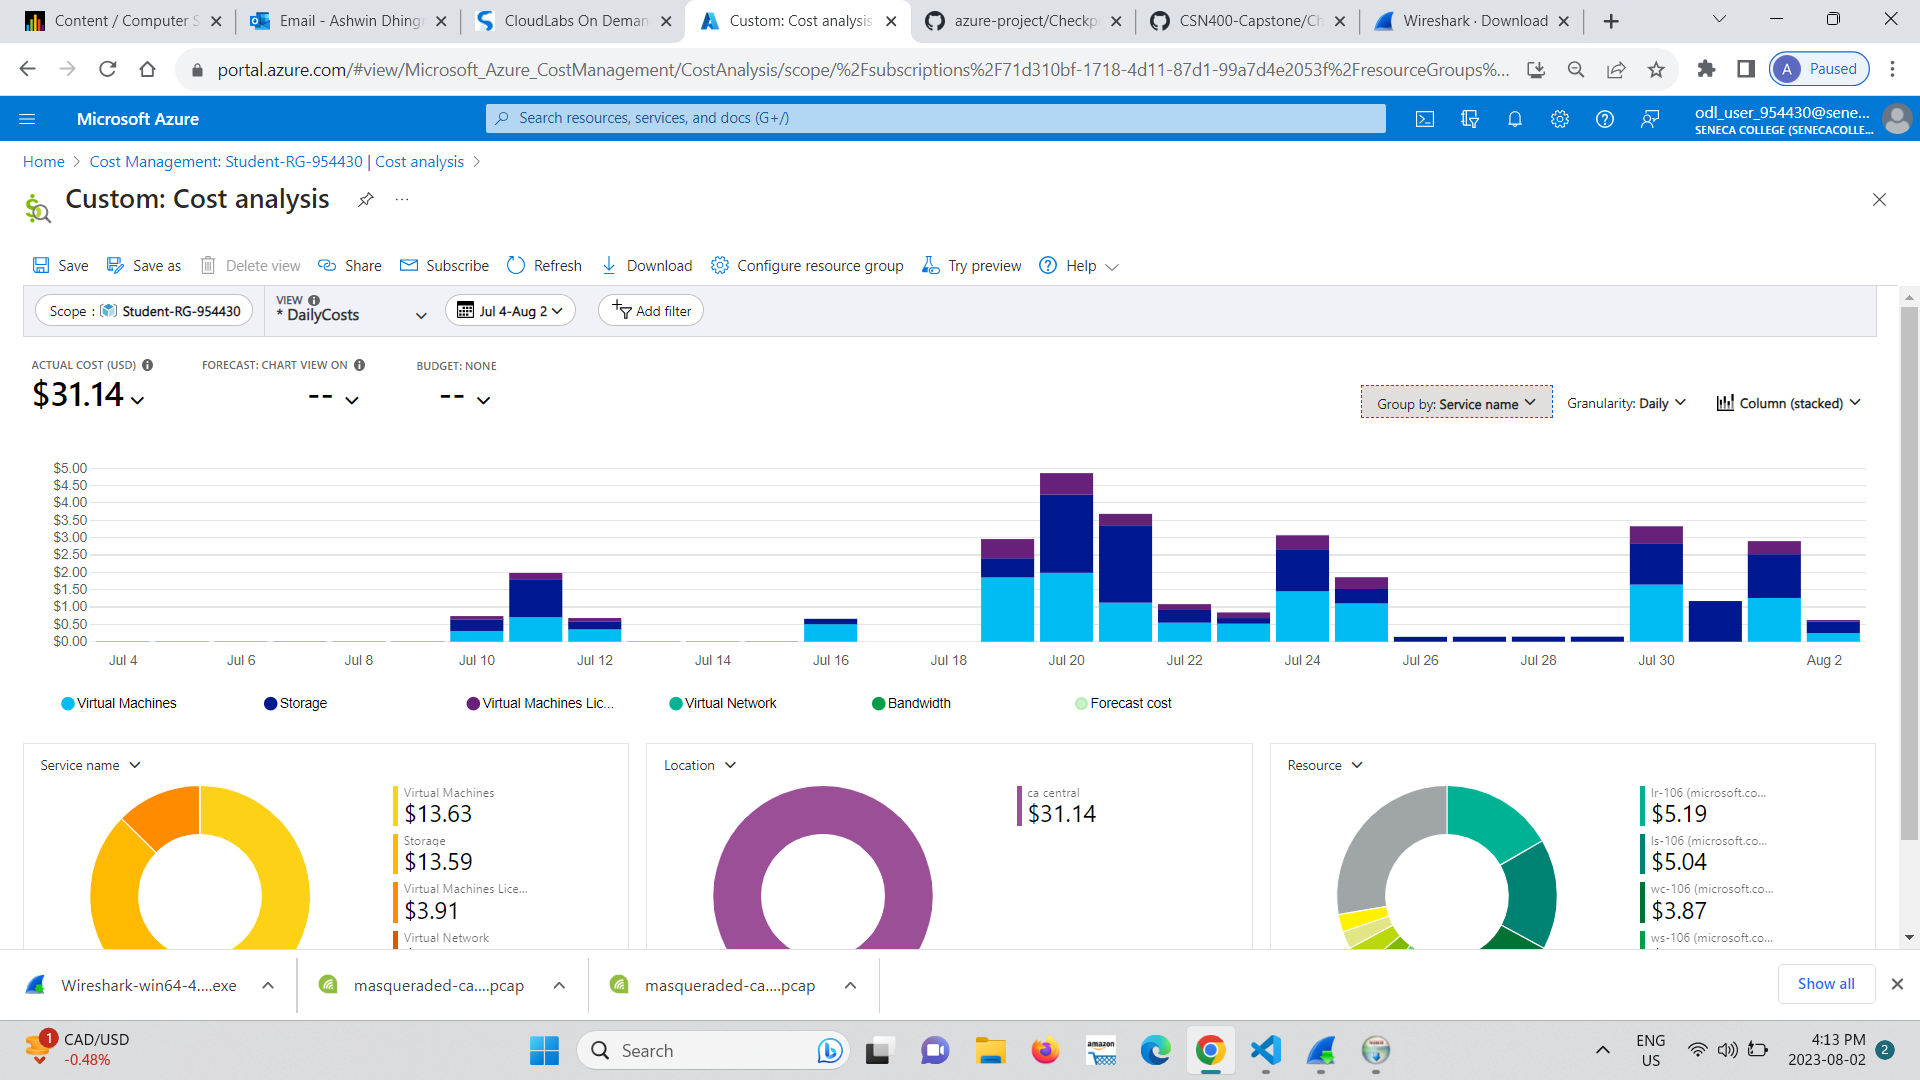 Content / Computer S
Email - Ashwin Dhingr
CloudLabs On Deman
Custom: Cost analysis
azure-project/Checkp
CSN400-Capstone/Ch
Wireshark · Download
portal.azure.com/#view/Microsoft_Azure_CostManagement/CostAnalysis/scope/%2Fsubscriptions%2F71d310bf-1718-4d11-87d1-99a7d4e2053f%2FresourceGroups%...
A Paused
Microsoft Azure
Search resources, services, and docs (G+/)
odl_user_954430@sene...
SENECA COLLEGE (SENECACOLLE...
Home > Cost Management: Student-RG-954430 | Cost analysis >
Custom: Cost analysis
Save
Save as
Delete view
Share
Subscribe
Refresh
Download
Configure resource group
Try preview
Help
Scope : Student-RG-954430
VIEW
* DailyCosts
Jul 4-Aug 2
Add filter
ACTUAL COST (USD)
$31.14
FORECAST: CHART VIEW ON
--
BUDGET: NONE
--
Group by: Service name
Granularity: Daily
Column (stacked)
$5.00
$4.50
$4.00
$3.50
$3.00
$2.50
$2.00
$1.50
$1.00
$0.50
$0.00
Jul 4 Jul 6 Jul 8 Jul 10 Jul 12 Jul 14 Jul 16 Jul 18 Jul 20 Jul 22 Jul 24 Jul 26 Jul 28 Jul 30 Aug 2
Virtual Machines
Storage
Virtual Machines Lic...
Virtual Network
Bandwidth
Forecast cost
Service name
Virtual Machines
$13.63
Storage
$13.59
Virtual Machines Lice...
$3.91
Virtual Network
Location
ca central
$31.14
Resource
lr-106 (microsoft.co...
$5.19
ls-106 (microsoft.co...
$5.04
wc-106 (microsoft.co...
$3.87
ws-106 (microsoft.co...
Wireshark-win64-4....exe
masqueraded-ca....pcap
masqueraded-ca....pcap
Show all
1
CAD/USD
-0.48%
Search
amazon
ENG
US
4:13 PM
2023-08-02
2